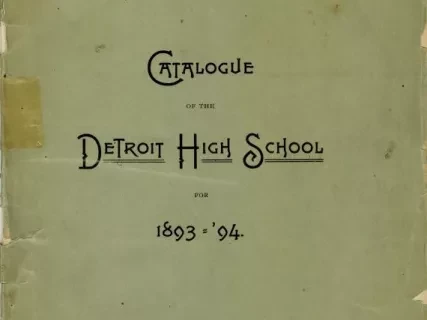 Catalogue
OF THE
Detroit High School
FOR
1893=’94.